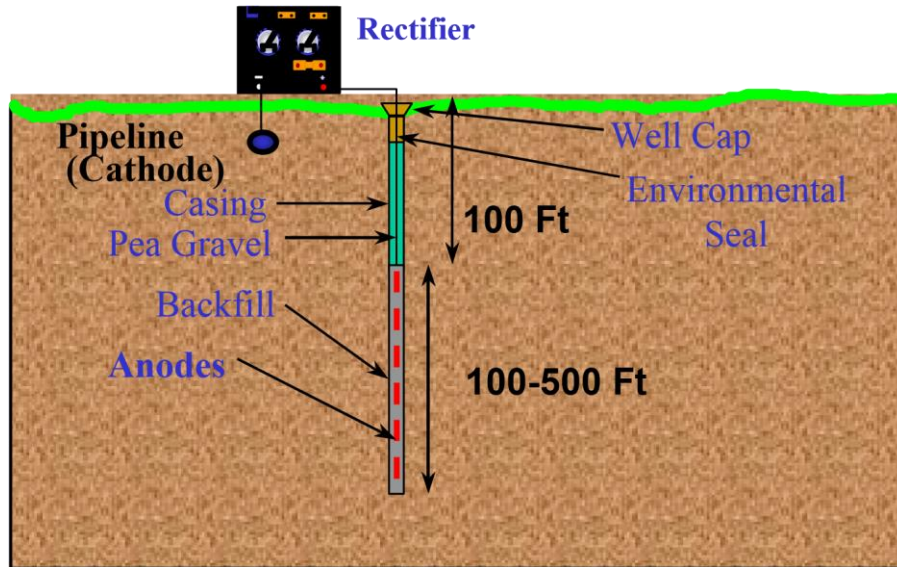 Rectifier
Pipeline
(Cathode)
Well Cap
Casing
Environmental
Seal
100 Ft
Pea Gravel
Backfill
Anodes
100-500 Ft